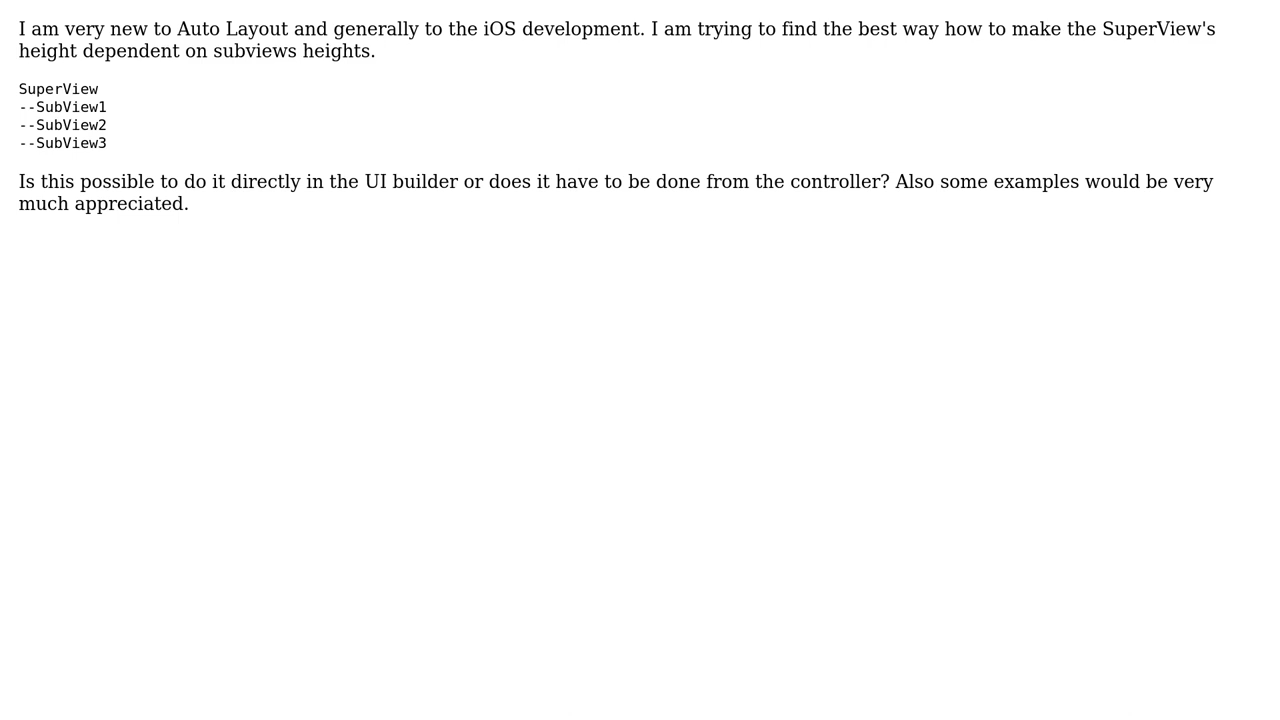 I am very new to Auto Layout and generally to the iOS development. I am trying to find the best way how to make the SuperView's
height dependent on subviews heights.
SuperView
--SubView1
--SubView2
--SubView3
Is this possible to do it directly in the UI builder or does it have to be done from the controller? Also some examples would be very
much appreciated.